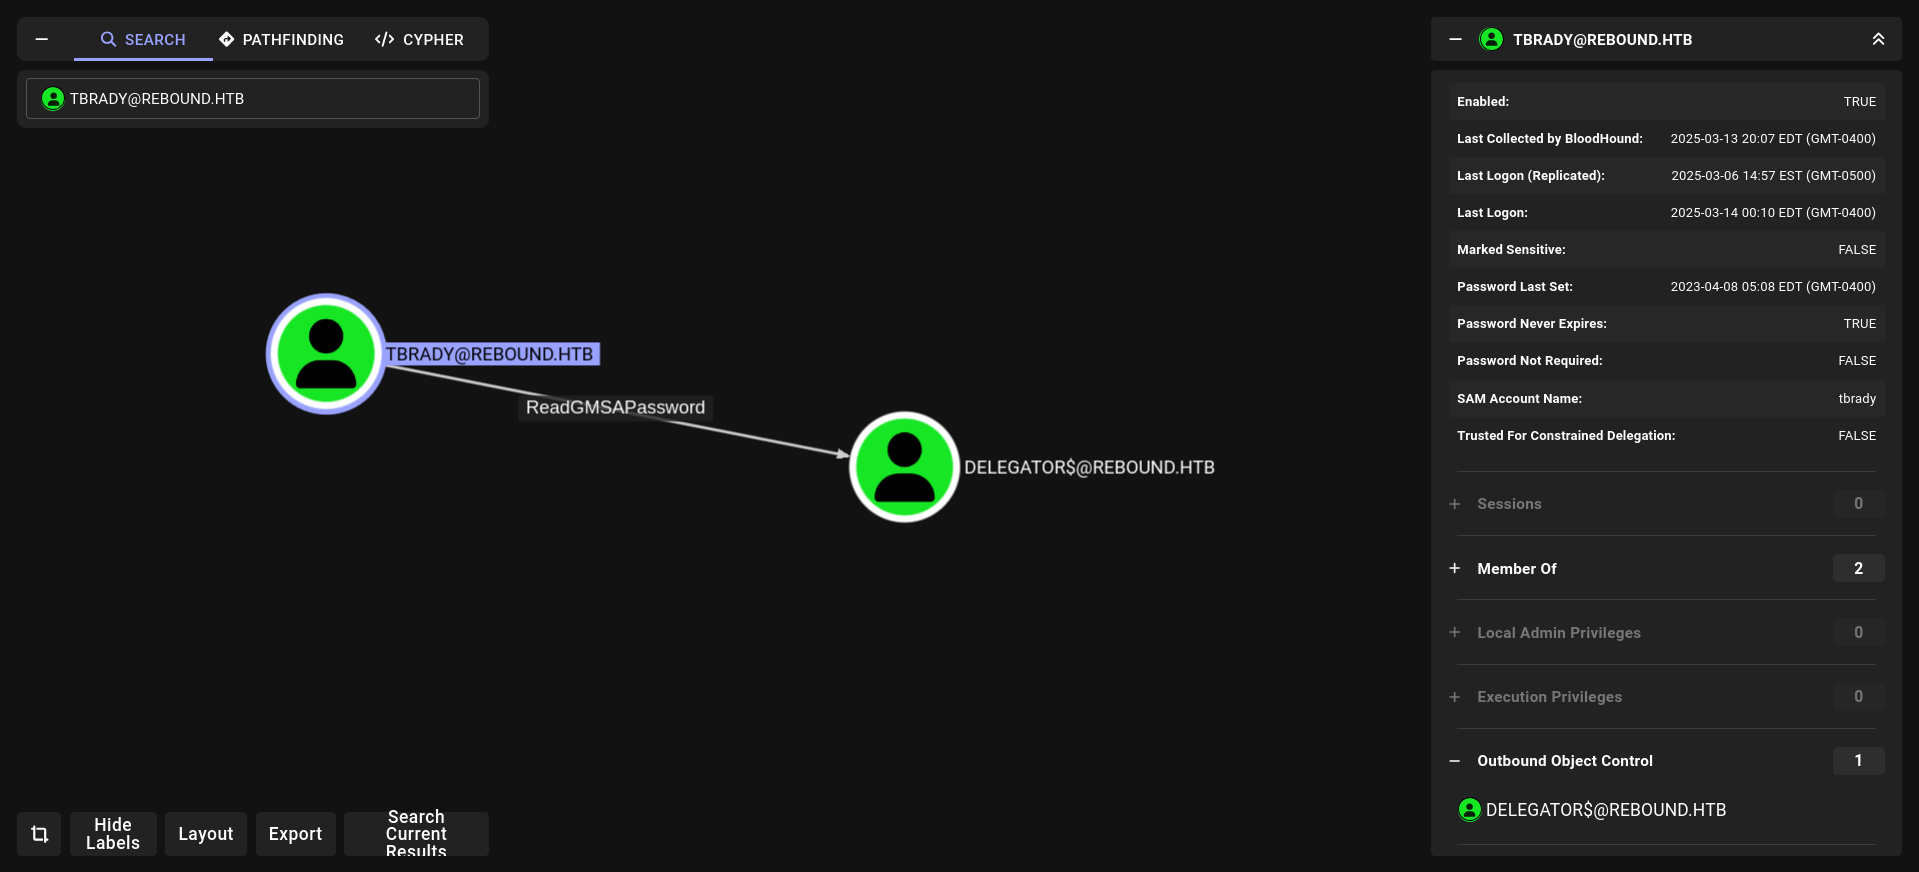 SEARCH
PATHFINDING
CYPHER
TBRADY@REBOUND.HTB
TBRADY@REBOUND.HTB
ReadGMSAPassword
DELEGATOR$@REBOUND.HTB
Hide Labels
Layout
Export
Search Current Results
TBRADY@REBOUND.HTB
Enabled: TRUE
Last Collected by BloodHound: 2025-03-13 20:07 EDT (GMT-0400)
Last Logon (Replicated): 2025-03-06 14:57 EST (GMT-0500)
Last Logon: 2025-03-14 00:10 EDT (GMT-0400)
Marked Sensitive: FALSE
Password Last Set: 2023-04-08 05:08 EDT (GMT-0400)
Password Never Expires: TRUE
Password Not Required: FALSE
SAM Account Name: tbrady
Trusted For Constrained Delegation: FALSE
Sessions 0
Member Of 2
Local Admin Privileges 0
Execution Privileges 0
Outbound Object Control 1
DELEGATOR$@REBOUND.HTB